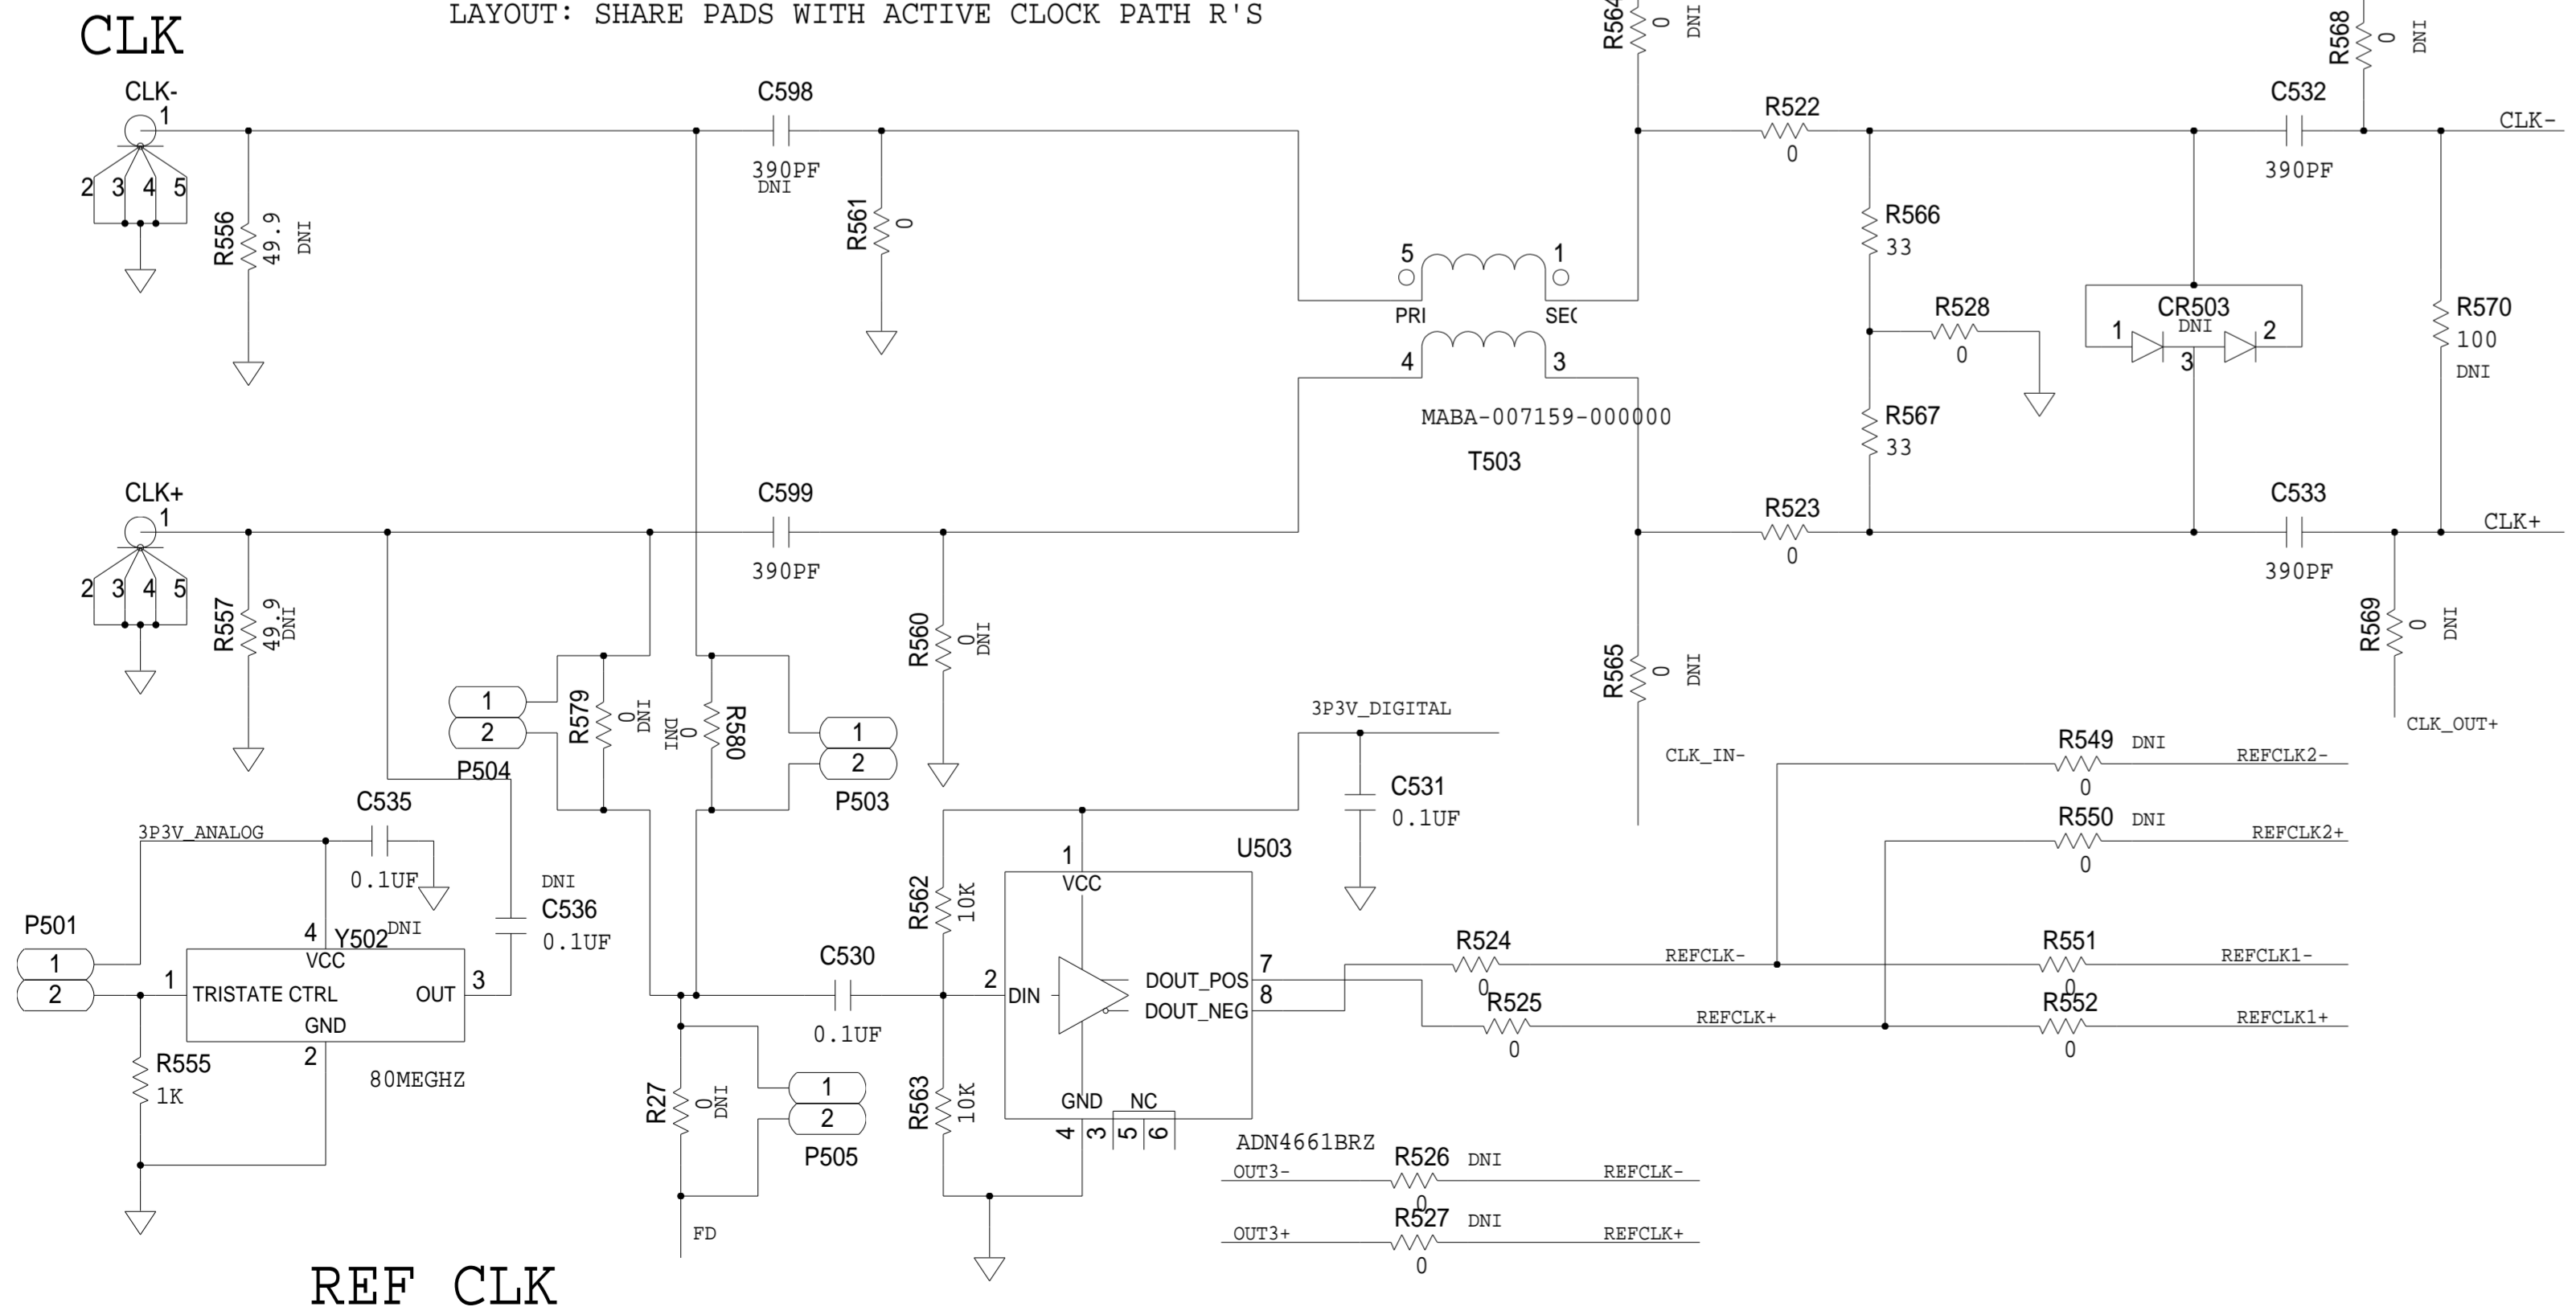 LAYOUT: SHARE PADS WITH ACTIVE CLOCK PATH R'S
CLK
R564
0
DNI
R568
0
DNI
CLK-
1
2 3 4 5
R556
49.9
DNI
C598
390PF
DNI
R561
0
R522
0
C532
390PF
CLK-
5
1
PRI
SEC
4
3
MABA-007159-000000
T503
R566
33
R528
0
R567
33
CR503
DNI
1
2
3
R570
100
DNI
CLK+
1
2 3 4 5
R557
49.9
DNI
C599
390PF
R560
0
DNI
R523
0
C533
390PF
CLK+
R565
0
DNI
R569
0
DNI
CLK_IN-
CLK_OUT+
1
2
P504
R579
0
DNI
DNI
0
R580
1
2
P503
3P3V_DIGITAL
C531
0.1UF
R549 DNI
0
REFCLK2-
R550 DNI
0
REFCLK2+
3P3V_ANALOG
C535
0.1UF
DNI
C536
0.1UF
P501
1
2
4
Y502
DNI
VCC
1
TRISTATE CTRL
OUT
3
GND
2
80MEGHZ
R555
1K
R27
0
DNI
1
2
P505
FD
C530
0.1UF
R562
10K
R563
10K
U503
1
VCC
2
DIN
DOUT_POS
7
DOUT_NEG
8
GND
NC
4 3 5 6
ADN4661BRZ
R524
0
REFCLK-
R551
0
REFCLK1-
R525
0
REFCLK+
R552
0
REFCLK1+
OUT3-
R526 DNI
0
REFCLK-
OUT3+
R527 DNI
0
REFCLK+
REF CLK